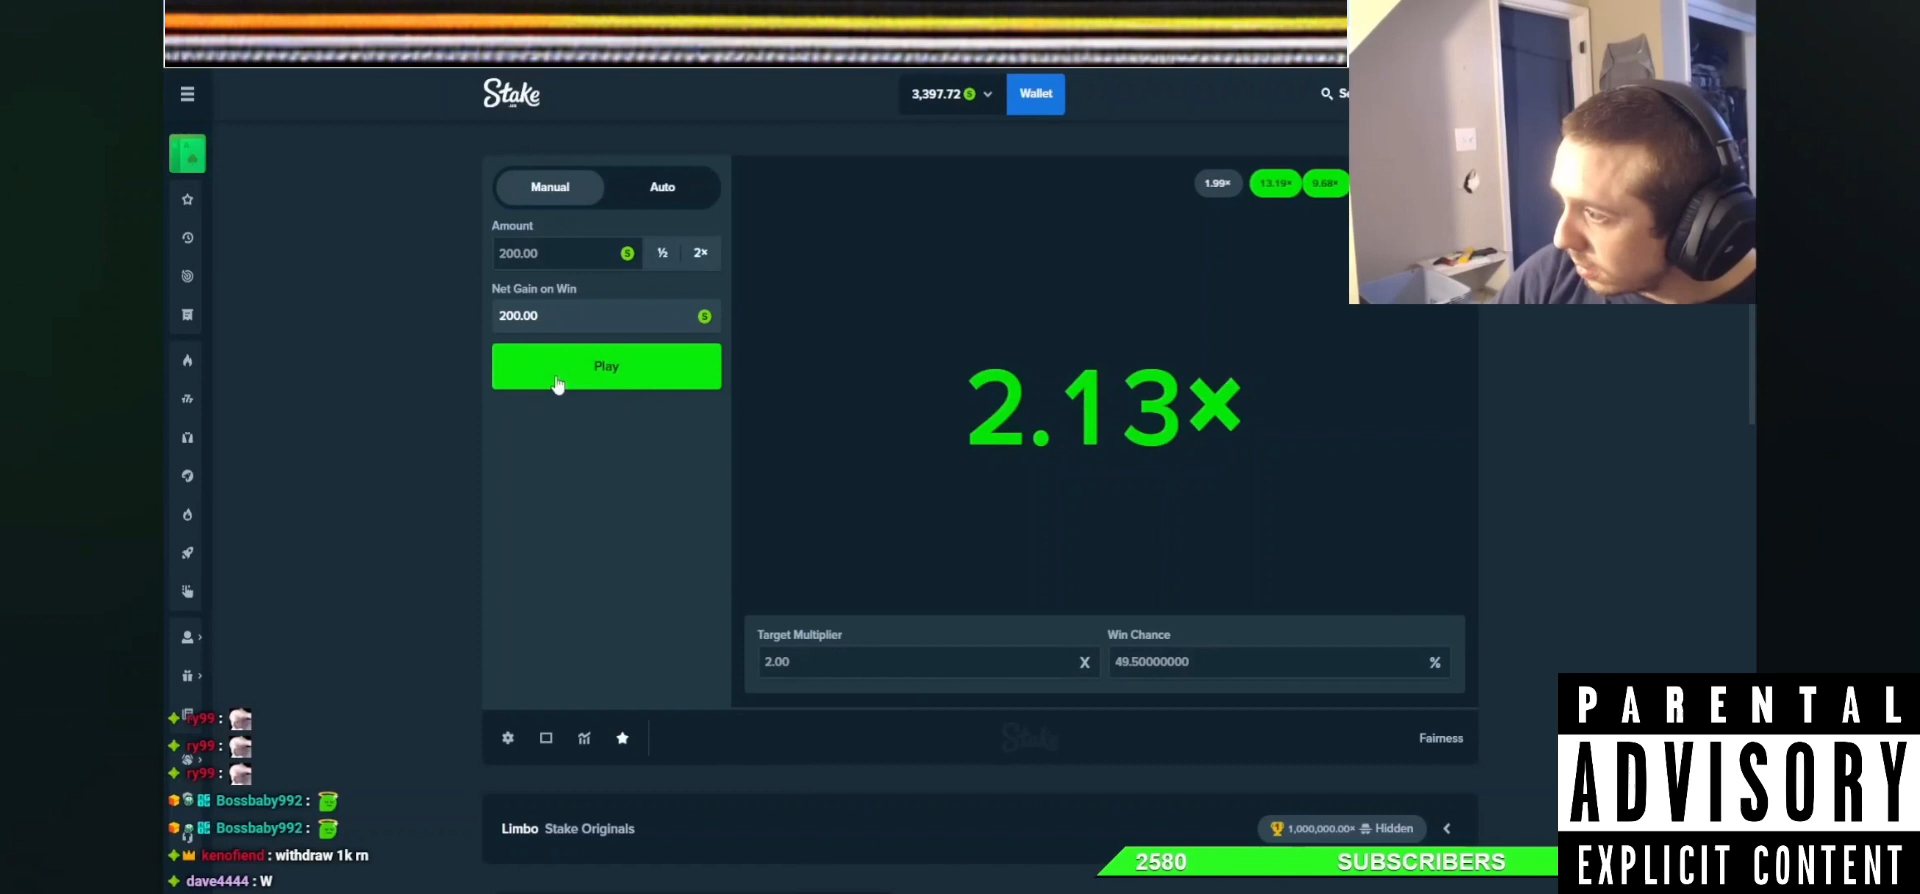 Stake
3,397.72
Wallet
Manual
Auto
1.99×
13.19×
9.68×
Amount
200.00
½
2×
Net Gain on Win
200.00
Play
2.13×
Target Multiplier
Win Chance
2.00
X
49.50000000
%
Stake
Fairness
ry99 :
ry99 :
ry99 :
Bossbaby992 :
Bossbaby992 :
kenofiend : withdraw 1k rn
dave4444 : W
Limbo Stake Originals
1,000,000.00× Hidden
2580 SUBSCRIBERS
PARENTAL
ADVISORY
EXPLICIT CONTENT